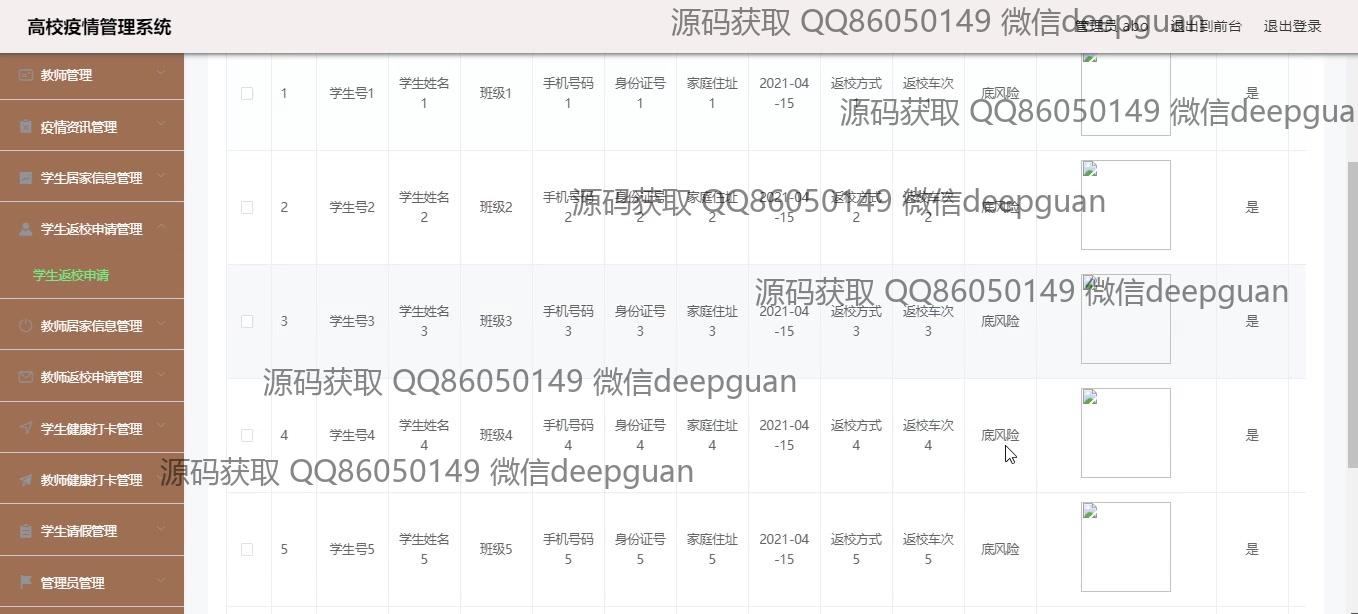 高校疫情管理系统
源码获取 QQ86050149 微信deepguan
管理员 abo 退出到前台 退出登录
教师管理
疫情资讯管理
学生居家信息管理
学生返校申请管理
学生返校申请
教师居家信息管理
教师返校申请管理
学生健康打卡管理
教师健康打卡管理
学生请假管理
管理员管理
1 学生号1 学生姓名1 班级1 手机号码1 身份证号1 家庭住址1 2021-04-15 返校方式1 返校车次1 底风险 是
源码获取 QQ86050149 微信deepgua
2 学生号2 学生姓名2 班级2 手机号码2 身份证号2 家庭住址2 2021-04-15 返校方式2 返校车次2 底风险 是
源码获取 QQ86050149 微信deepguan
3 学生号3 学生姓名3 班级3 手机号码3 身份证号3 家庭住址3 2021-04-15 返校方式3 返校车次3 底风险 是
源码获取 QQ86050149 微信deepguan
源码获取 QQ86050149 微信deepguan
4 学生号4 学生姓名4 班级4 手机号码4 身份证号4 家庭住址4 2021-04-15 返校方式4 返校车次4 底风险 是
源码获取 QQ86050149 微信deepguan
5 学生号5 学生姓名5 班级5 手机号码5 身份证号5 家庭住址5 2021-04-15 返校方式5 返校车次5 底风险 是